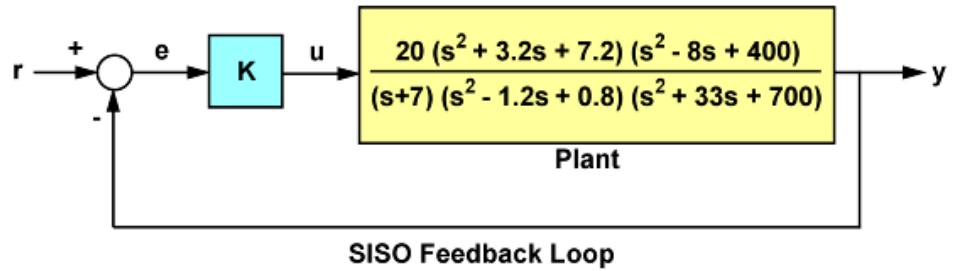 r + - e K u
20 (s² + 3.2s + 7.2) (s² - 8s + 400)
(s+7) (s² - 1.2s + 0.8) (s² + 33s + 700)
y
Plant
SISO Feedback Loop